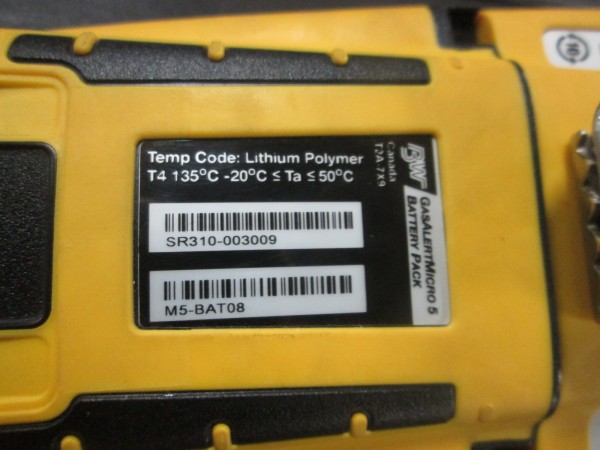 Temp Code: Lithium Polymer
T4 135°C -20°C ≤ Ta ≤ 50°C
SR310-003009
M5-BAT08
BW
Canada
T2A 7X9
GASALERTMICRO 5
BATTERY PACK